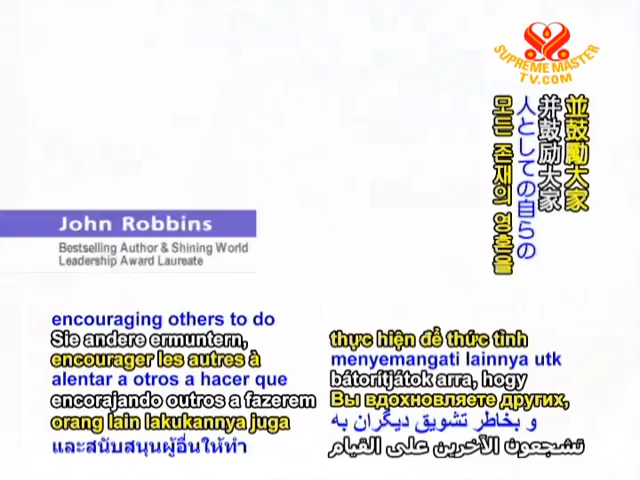 SUPREME MASTER
TV.COM
並鼓勵大家
并鼓励大家
人としての自らの
모든 존재의 영혼을
John Robbins
Bestselling Author & Shining World
Leadership Award Laureate
encouraging others to do
Sie andere ermuntern,
encourager les autres à
alentar a otros a hacer que
encorajando outros a fazerem
orang lain lakukannya juga
และสนับสนุนผู้อื่นให้ทำ
thực hiện để thức tỉnh
menyemangati lainnya utk
bátorítjátok arra, hogy
Вы вдохновляете других,
و بخاطر تشویق دیگران به
تشجعون الآخرين على القيام